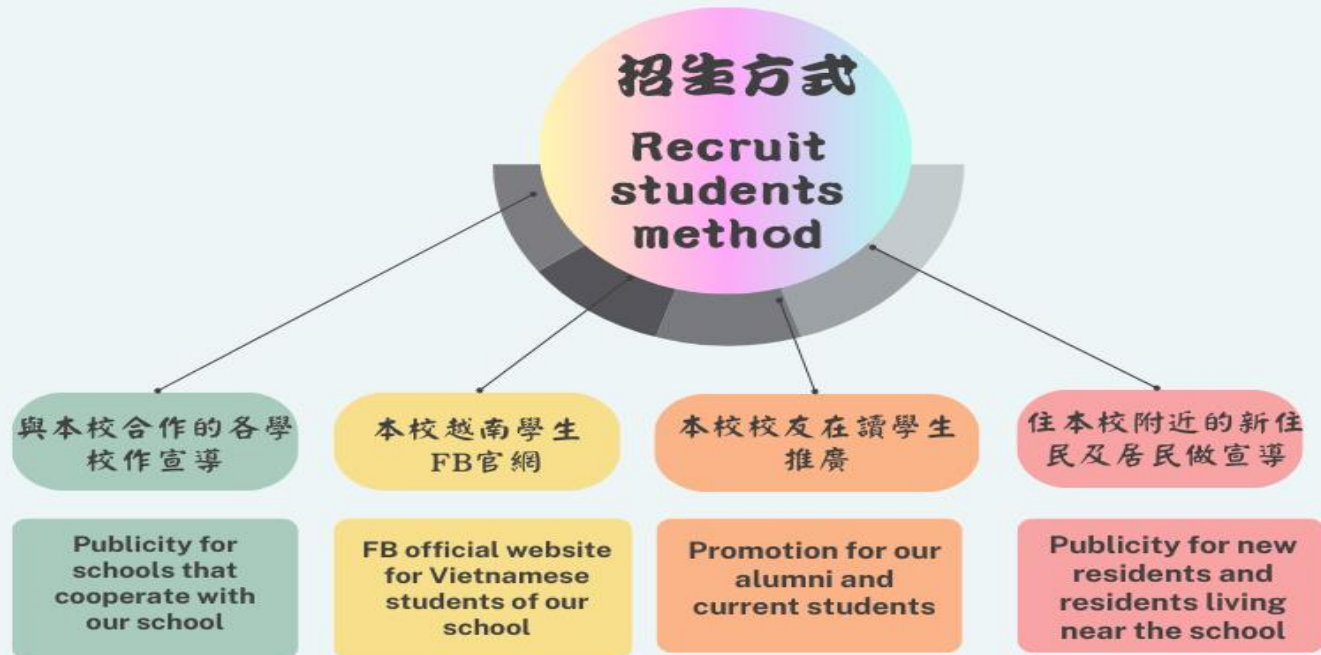 招生方式
Recruit
students
method
與本校合作的各學
校作宣導
本校越南學生
FB官網
本校校友在讀學生
推廣
住本校附近的新住
民及居民做宣導
Publicity for
schools that
cooperate with
our school
FB official website
for Vietnamese
students of our
school
Promotion for our
alumni and
current students
Publicity for new
residents and
residents living
near the school